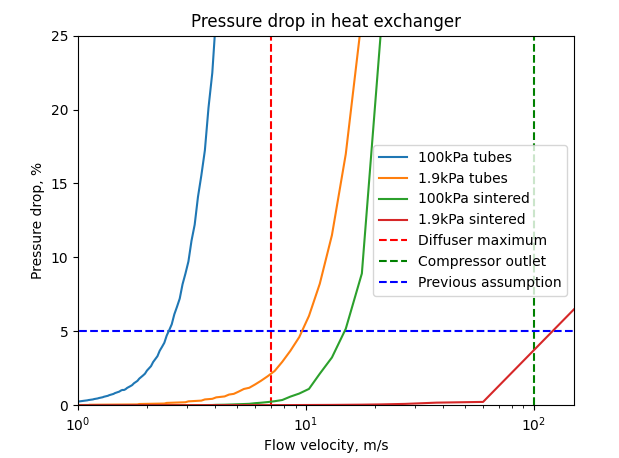 Pressure drop in heat exchanger
25
20
15
10
5
0
Pressure drop, %
100kPa tubes
1.9kPa tubes
100kPa sintered
1.9kPa sintered
Diffuser maximum
Compressor outlet
Previous assumption
10⁰
10¹
10²
Flow velocity, m/s